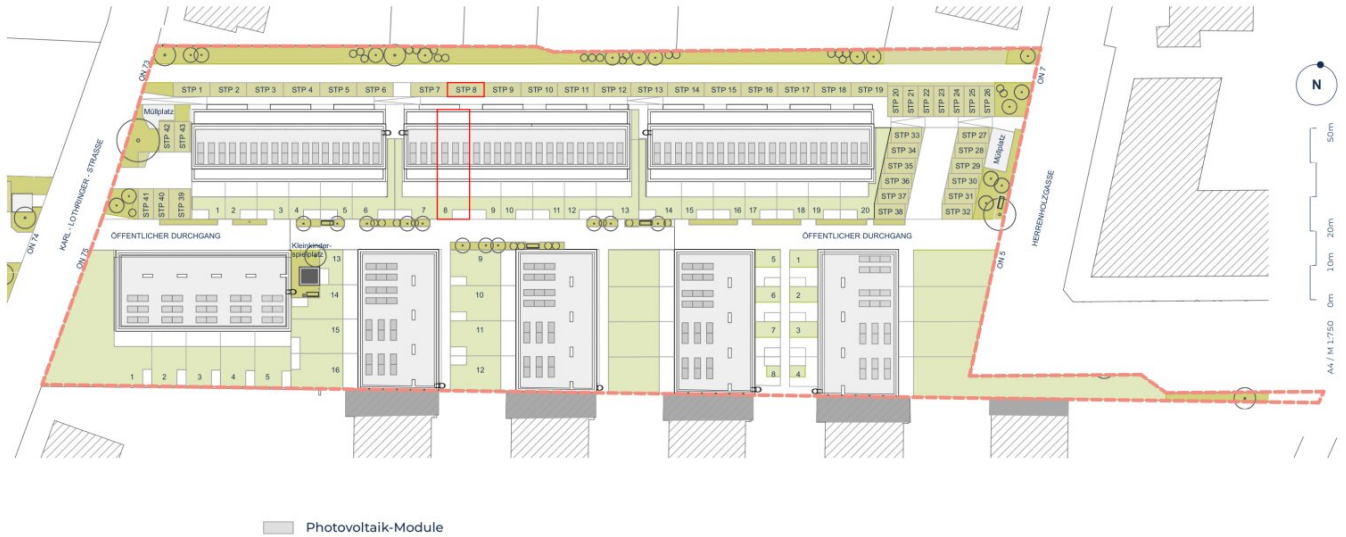 ON 73
ON 7
STP 1 STP 2 STP 3 STP 4 STP 5 STP 6 STP 7 STP 8 STP 9 STP 10 STP 11 STP 12 STP 13 STP 14 STP 15 STP 16 STP 17 STP 18 STP 19
STP 20
STP 21
STP 22
STP 23
STP 24
STP 25
STP 26
N
Müllplatz
STP 42
STP 43
STP 33
STP 34
STP 35
STP 36
STP 37
STP 38
STP 27
STP 28
STP 29
STP 30
STP 31
STP 32
Müllplatz
KARL - LOTHRINGER - STRASSE
HERRENHOLZGASSE
STP 41
STP 40
STP 39
1 2 3 4 5 6 7 8 9 10 11 12 13 14 15 16 17 18 19 20
ON 74
ON 75
ÖFFENTLICHER DURCHGANG
ÖFFENTLICHER DURCHGANG
ON 5
Kleinkinder-
spielplatz
13
14
15
16
9
10
11
12
5 1
6 2
7 3
8 4
1 2 3 4 5
50m
20m
10m
0m
A4 / M 1:750
Photovoltaik-Module